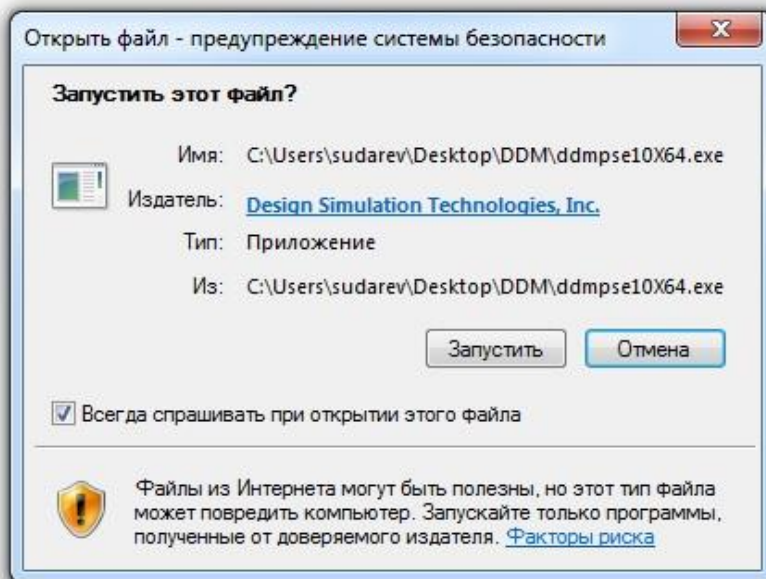 Открыть файл - предупреждение системы безопасности
Запустить этот файл?
Имя: C:\Users\sudarev\Desktop\DDM\ddmpse10X64.exe
Издатель: Design Simulation Technologies, Inc.
Тип: Приложение
Из: C:\Users\sudarev\Desktop\DDM\ddmpse10X64.exe
Запустить Отмена
Всегда спрашивать при открытии этого файла
Файлы из Интернета могут быть полезны, но этот тип файла
может повредить компьютер. Запускайте только программы,
полученные от доверяемого издателя. Факторы риска